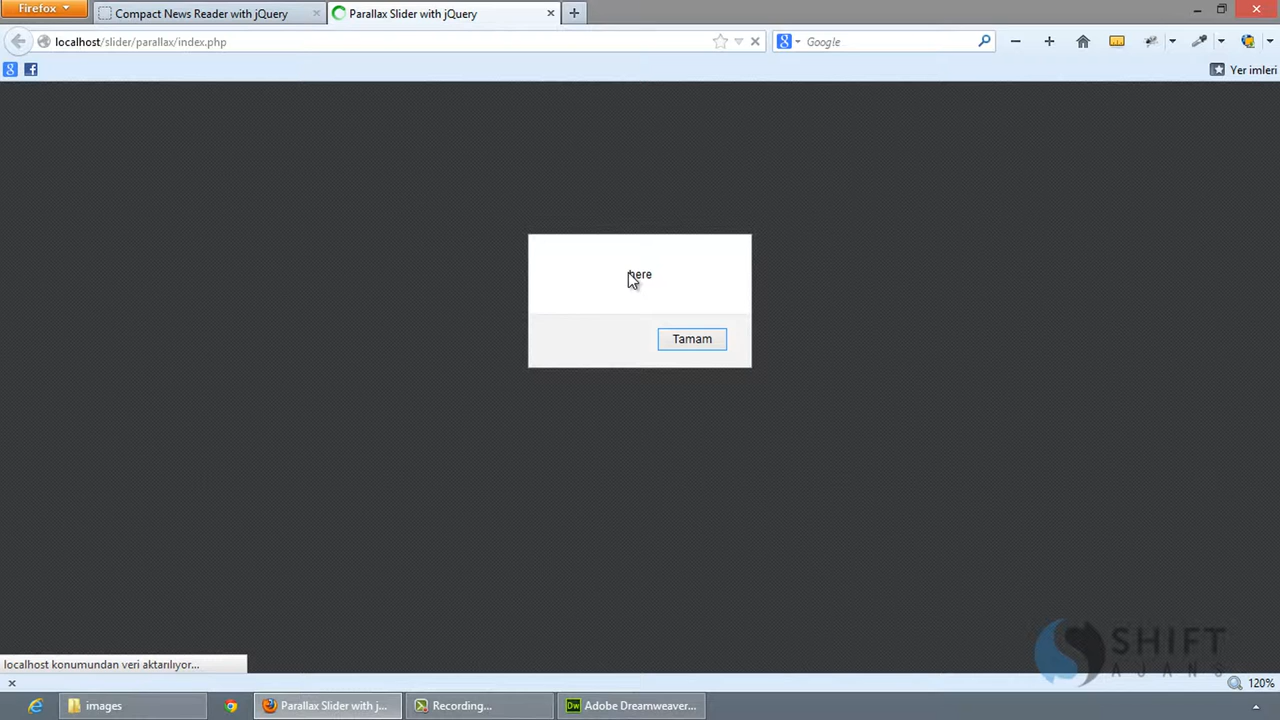 Firefox
Compact News Reader with jQuery
Parallax Slider with jQuery
localhost/slider/parallax/index.php
Google
Yer imleri
here
Tamam
SHIFT
AJANS
localhost konumundan veri aktarılıyor...
120%
images
Parallax Slider with j...
Recording...
Adobe Dreamweaver...